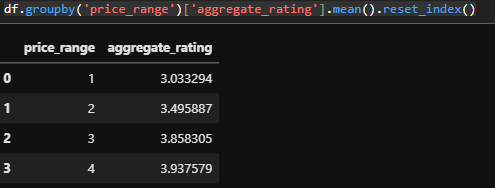 df.groupby('price_range')['aggregate_rating'].mean().reset_index()
price_range aggregate_rating
0 1 3.033294
1 2 3.495887
2 3 3.858305
3 4 3.937579